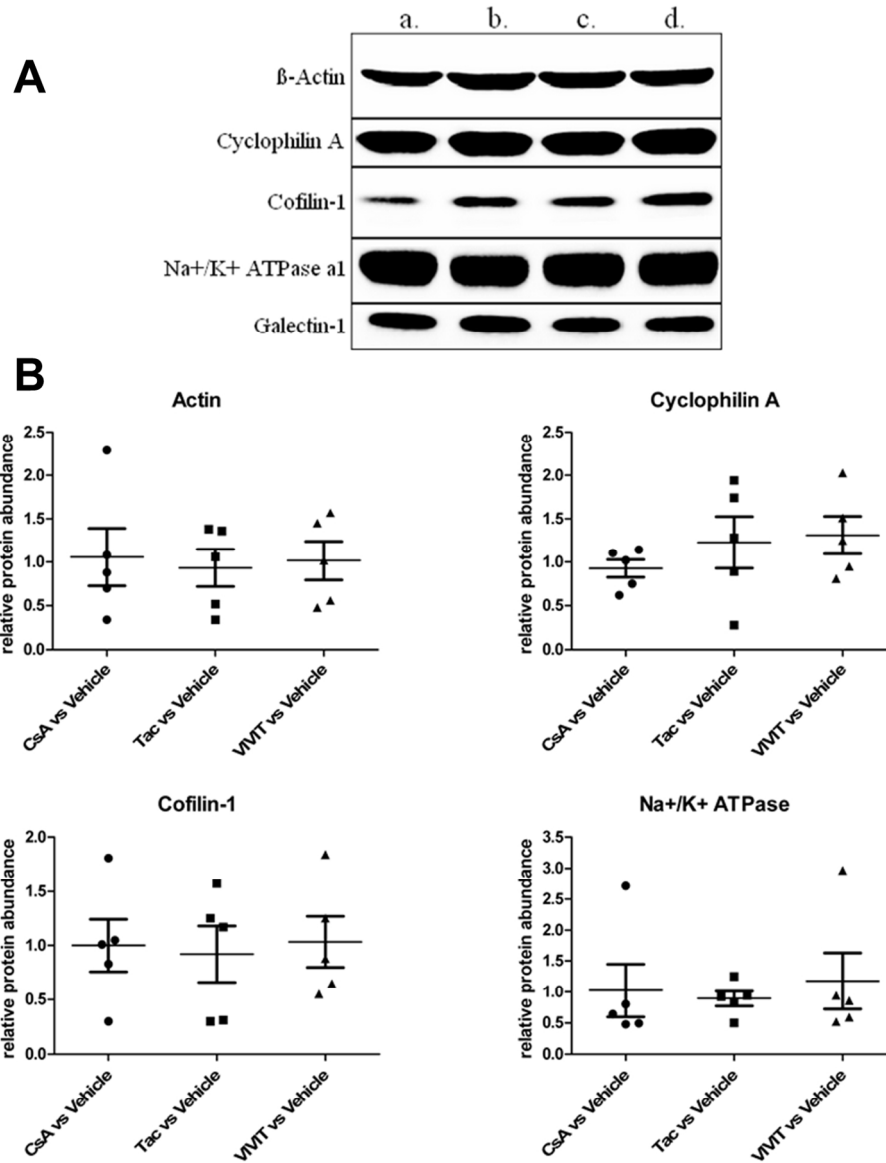 A
a. b. c. d.
ß-Actin
Cyclophilin A
Cofilin-1
Na+/K+ ATPase a1
Galectin-1
B
Actin
relative protein abundance
2.5
2.0
1.5
1.0
0.5
0.0
CsA vs Vehicle
Tac vs Vehicle
VIVIT vs Vehicle
Cyclophilin A
relative protein abundance
2.5
2.0
1.5
1.0
0.5
0.0
CsA vs Vehicle
Tac vs Vehicle
VIVIT vs Vehicle
Cofilin-1
relative protein abundance
2.0
1.5
1.0
0.5
0.0
CsA vs Vehicle
Tac vs Vehicle
VIVIT vs Vehicle
Na+/K+ ATPase
relative protein abundance
3.5
3.0
2.5
2.0
1.5
1.0
0.5
0.0
CsA vs Vehicle
Tac vs Vehicle
VIVIT vs Vehicle